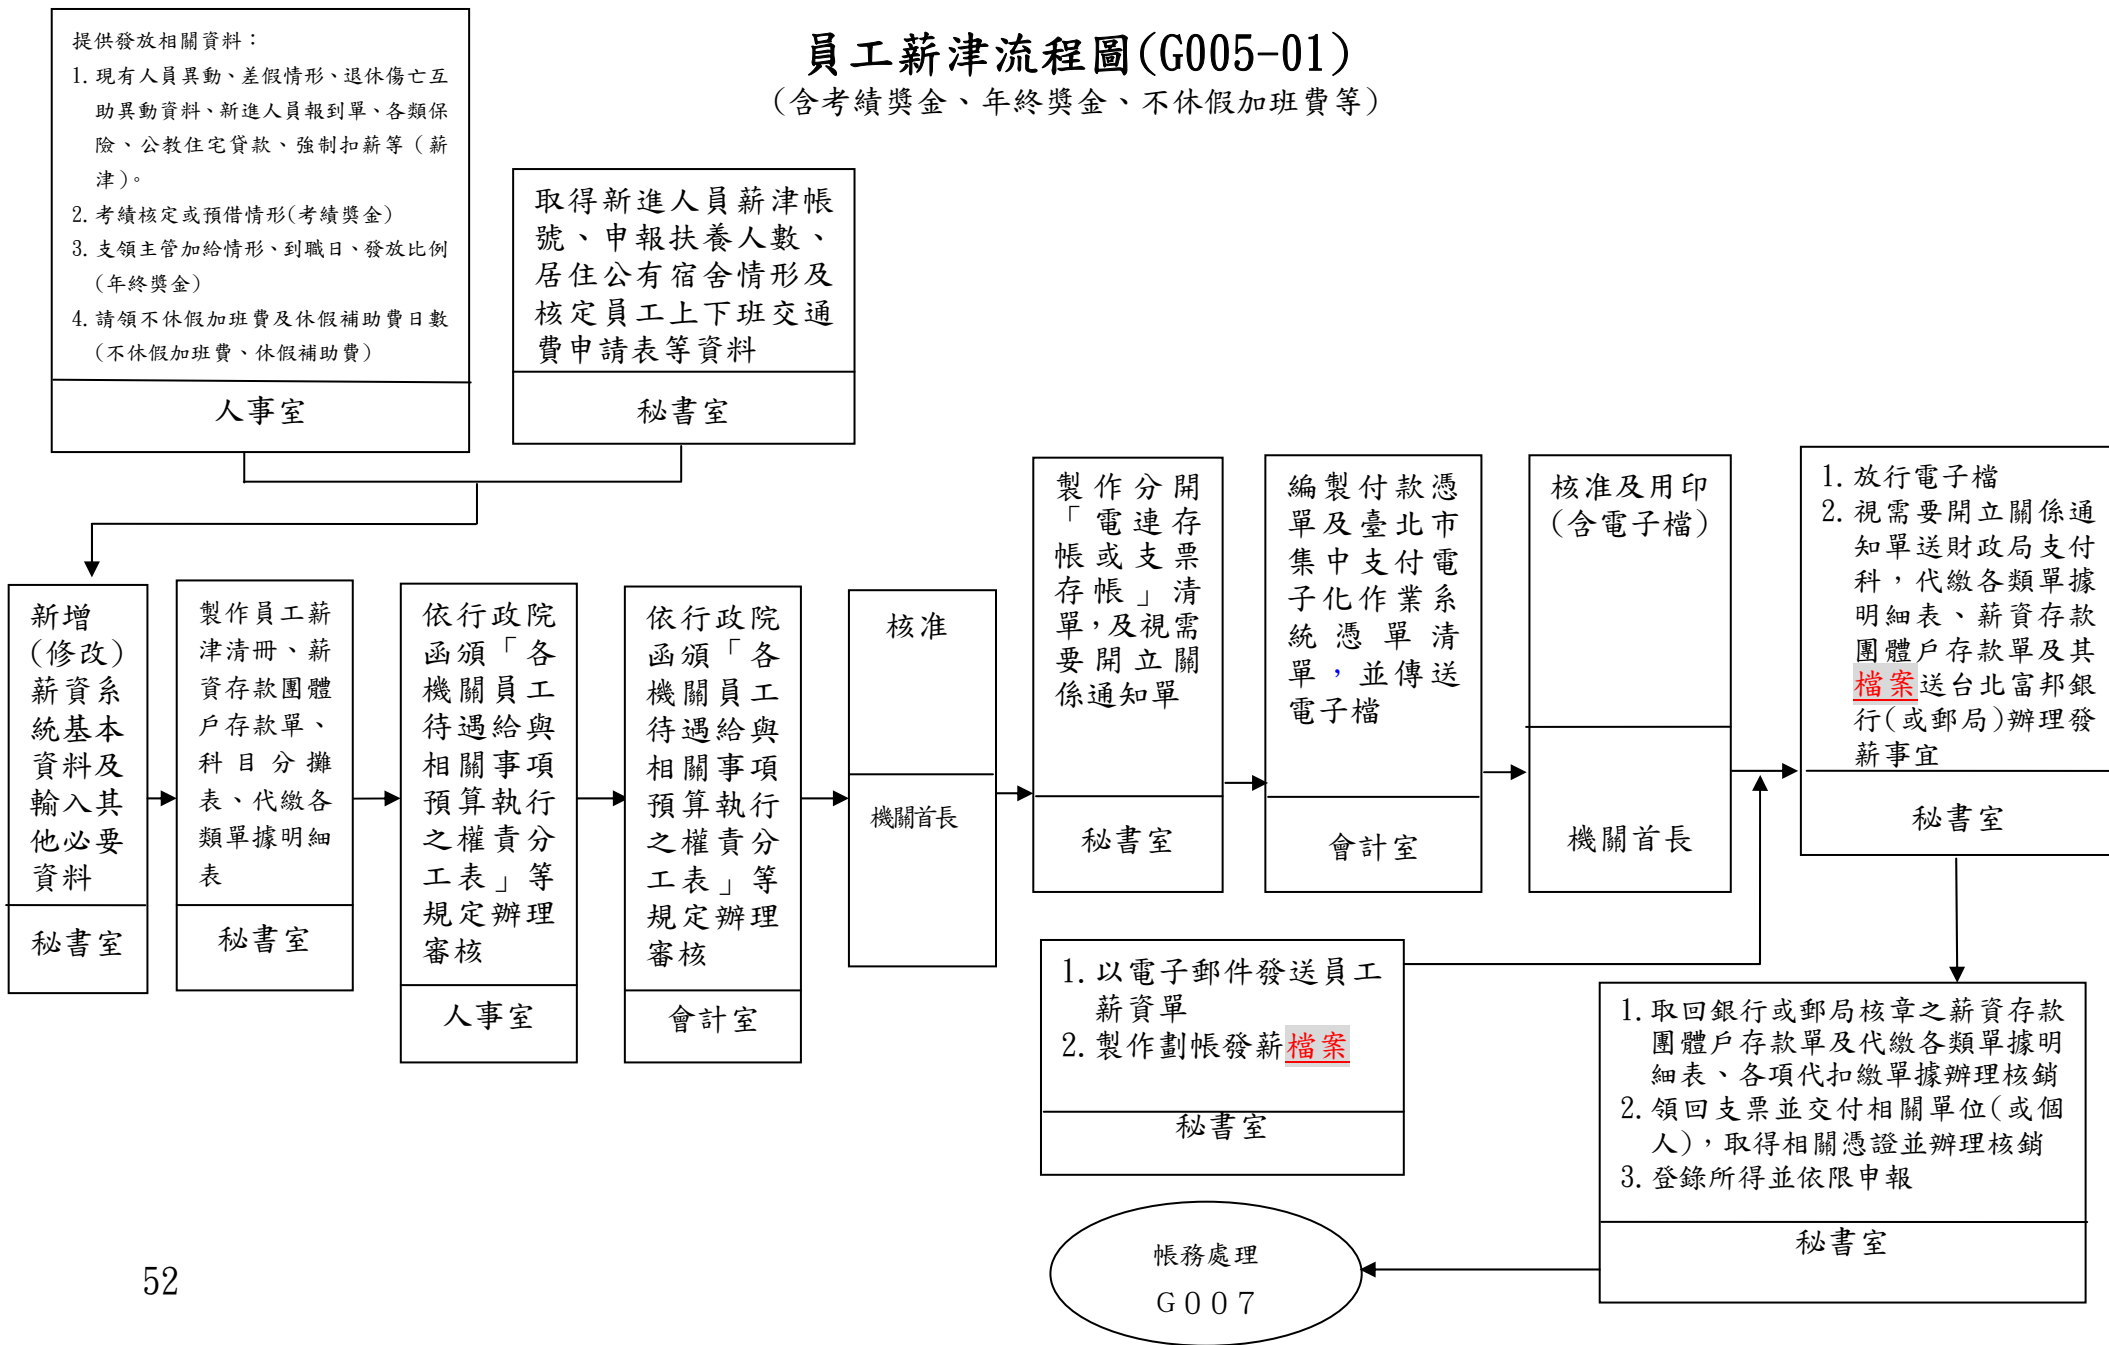 員工薪津流程圖(G005-01)
(含考績獎金、年終獎金、不休假加班費等)
提供發放相關資料：
1. 現有人員異動、差假情形、退休傷亡互
助異動資料、新進人員報到單、各類保
險、公教住宅貸款、強制扣薪等（薪
津）。
2. 考績核定或預借情形(考績獎金)
3. 支領主管加給情形、到職日、發放比例
(年終獎金)
4. 請領不休假加班費及休假補助費日數
(不休假加班費、休假補助費)
人事室
取得新進人員薪津帳
號、申報扶養人數、
居住公有宿舍情形及
核定員工上下班交通
費申請表等資料
秘書室
新增
(修改)
薪資系
統基本
資料及
輸入其
他必要
資料
秘書室
製作員工薪
津清冊、薪
資存款團體
戶存款單、
科目分攤
表、代繳各
類單據明細
表
秘書室
依行政院
函頒「各
機關員工
待遇給與
相關事項
預算執行
之權責分
工表」等
規定辦理
審核
人事室
依行政院
函頒「各
機關員工
待遇給與
相關事項
預算執行
之權責分
工表」等
規定辦理
審核
會計室
核准
機關首長
製作分開
「電連存
帳或支票
存帳」清
單，及視需
要開立關
係通知單
秘書室
編製付款憑
單及臺北市
集中支付電
子化作業系
統憑單清
單，並傳送
電子檔
會計室
核准及用印
(含電子檔)
機關首長
1. 放行電子檔
2. 視需要開立關係通
知單送財政局支付
科，代繳各類單據
明細表、薪資存款
團體戶存款單及其
檔案送台北富邦銀
行(或郵局)辦理發
薪事宜
秘書室
1. 以電子郵件發送員工
薪資單
2. 製作劃帳發薪檔案
秘書室
1. 取回銀行或郵局核章之薪資存款
團體戶存款單及代繳各類單據明
細表、各項代扣繳單據辦理核銷
2. 領回支票並交付相關單位(或個
人)，取得相關憑證並辦理核銷
3. 登錄所得並依限申報
秘書室
帳務處理
Ｇ００７
52